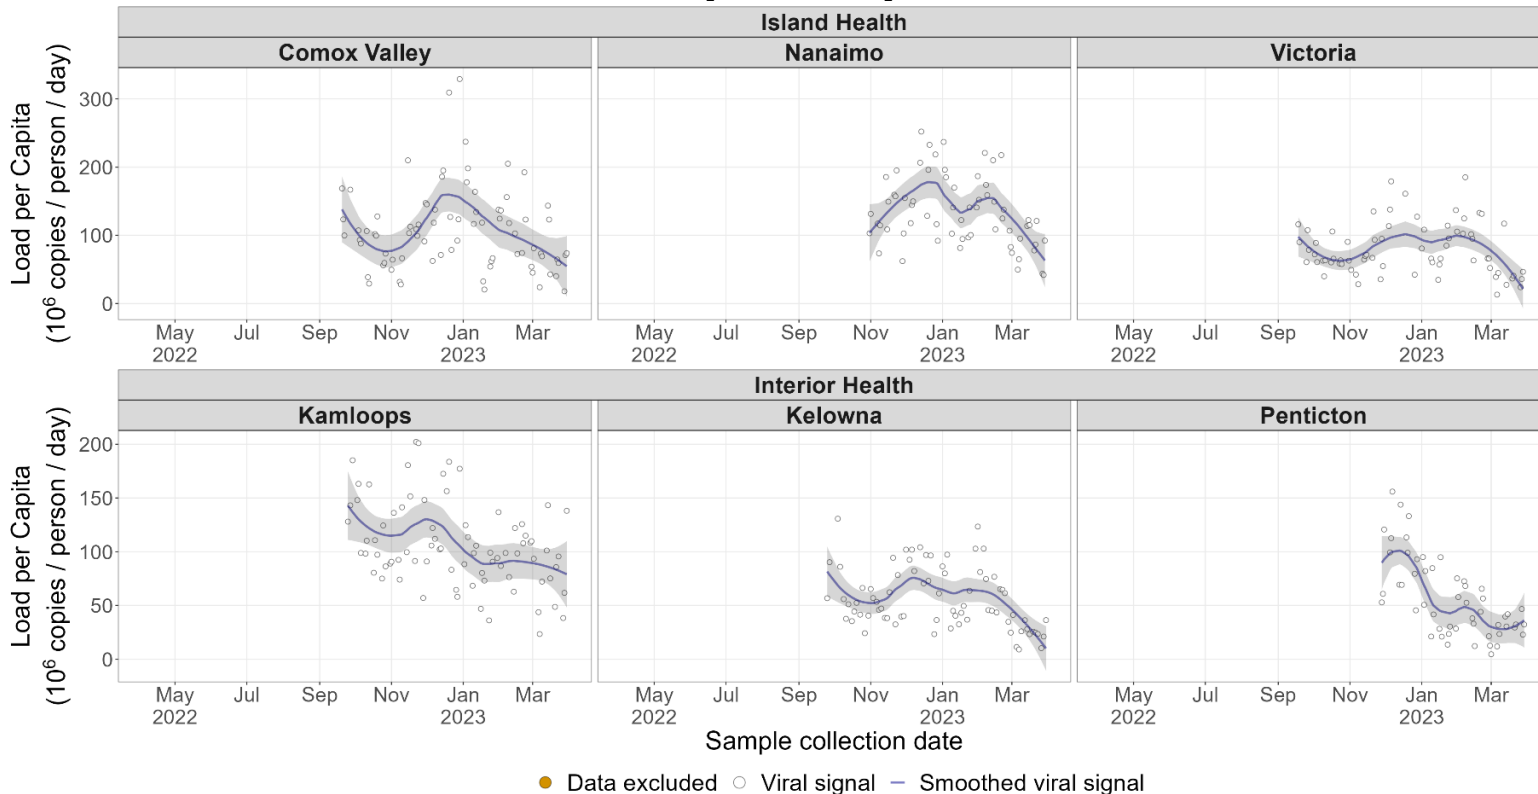 Island Health
Comox Valley Nanaimo Victoria
Load per Capita
(10⁶ copies / person / day)
300
200
100
0
May Jul Sep Nov Jan Mar May Jul Sep Nov Jan Mar May Jul Sep Nov Jan Mar
2022 2023 2022 2023 2022 2023
Interior Health
Kamloops Kelowna Penticton
Load per Capita
(10⁶ copies / person / day)
200
150
100
50
0
May Jul Sep Nov Jan Mar May Jul Sep Nov Jan Mar May Jul Sep Nov Jan Mar
2022 2023 2022 2023 2022 2023
Sample collection date
Data excluded Viral signal Smoothed viral signal